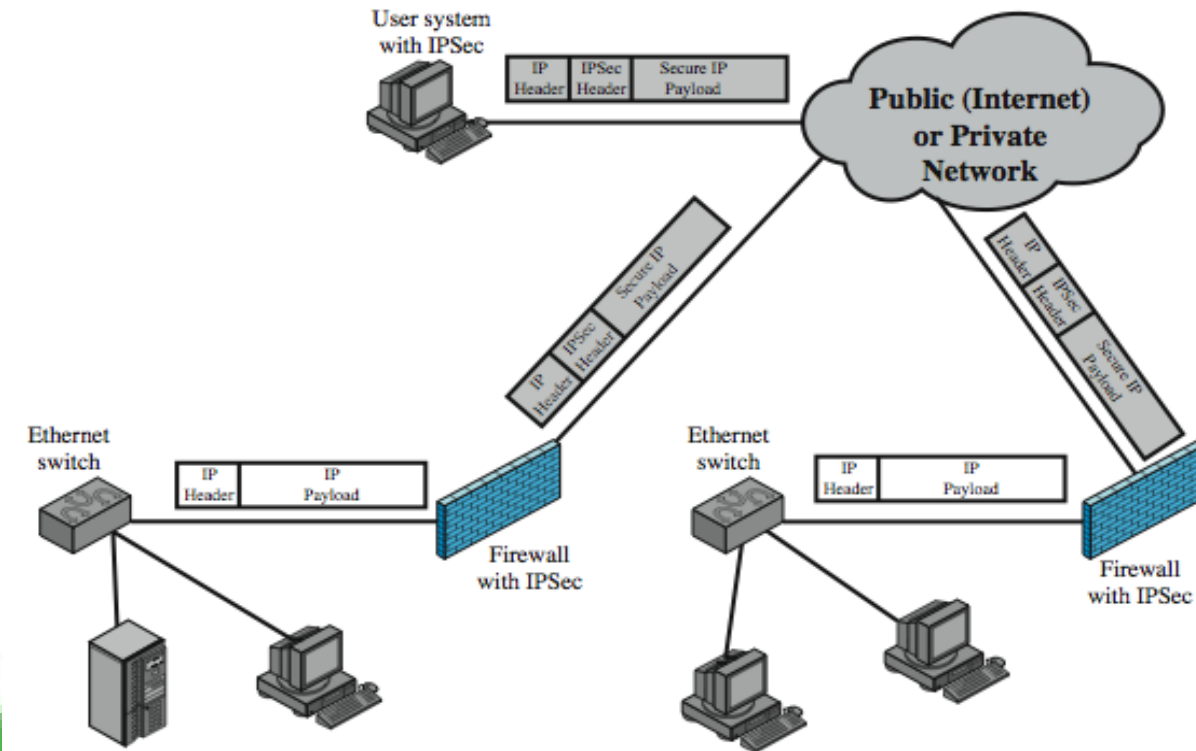 User system
with IPSec
IP
Header
IPSec
Header
Secure IP
Payload
Public (Internet)
or Private
Network
IP
Header
IPSec
Header
Secure IP
Payload
IP
Header
IPSec
Header
Secure IP
Payload
Ethernet
switch
IP
Header
IP
Payload
Firewall
with IPSec
Ethernet
switch
IP
Header
IP
Payload
Firewall
with IPSec